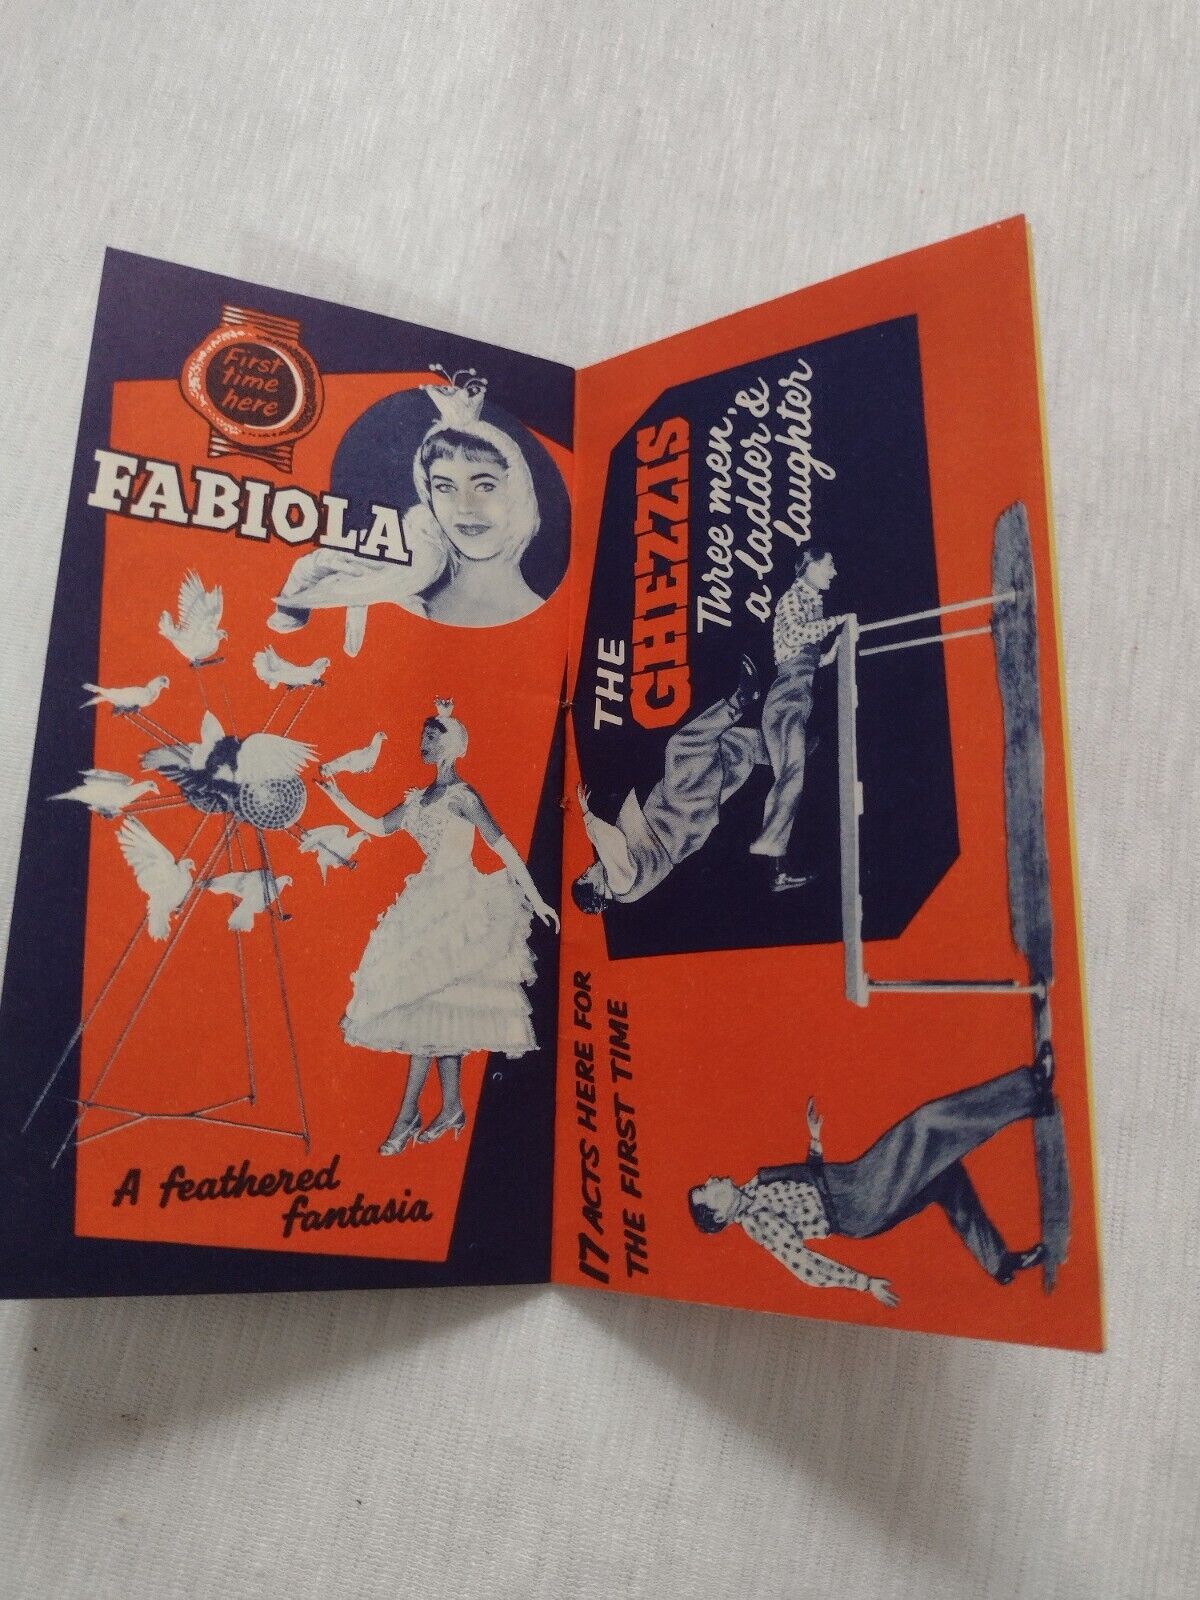 First
time
here
FABIOLA
A feathered
fantasia
THE
GHEZZIS
Three men,
a ladder &
laughter
17 ACTS HERE FOR
THE FIRST TIME